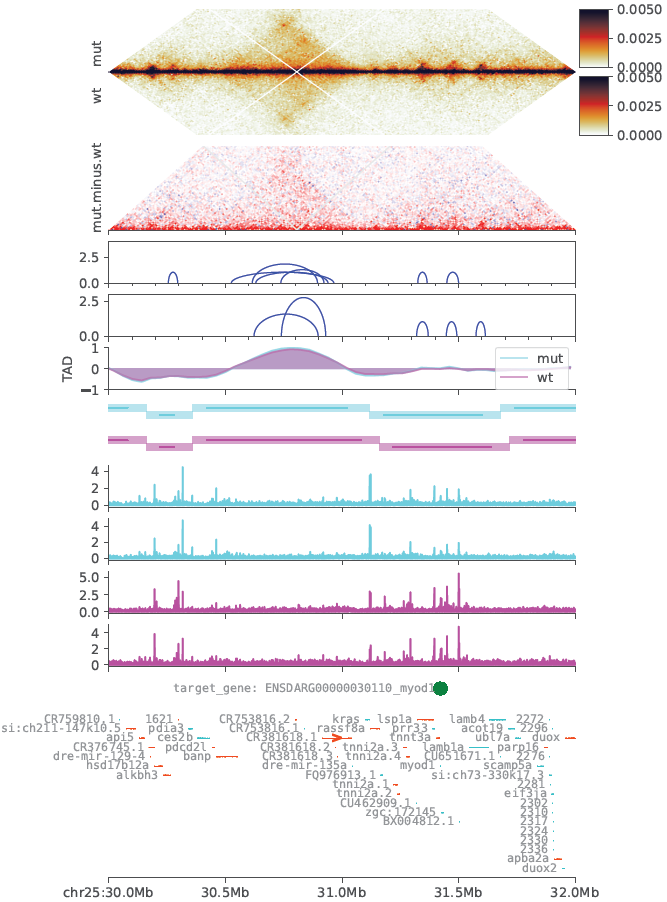 mut
0.0050
0.0025
0.0000
wt
0.0050
0.0025
0.0000
mut.minus.wt
2.5
0.0
2.5
0.0
TAD
1
0
−1
mut
wt
4
2
0
4
2
0
5.0
2.5
0.0
4
2
0
target_gene: ENSDARG00000030110_myod1
CR759810.1 1621 CR753816.2 kras lsp1a lamb4 2272
si:ch211-147k10.5 pdia3 CR753816.1 rassf8a prr33 acot19 2296
api5 ces2b CR381618.1 tnnt3a ubl7a duox
CR376745.1 pdcd2l CR381618.2 tnni2a.3 lamb1a parp16
dre-mir-129-4 banp CR381618.3 tnni2a.4 CU651671.1 2276
hsd17b12a dre-mir-135a myod1 scamp5a
alkbh3 FQ976913.1 si:ch73-330k17.3
tnni2a.1 2281
tnni2a.2 eif3ja
CU462909.1 2302
zgc:172145 2310
BX004812.1 2317
2324
2330
2336
apba2a
duox2
chr25:30.0Mb 30.5Mb 31.0Mb 31.5Mb 32.0Mb